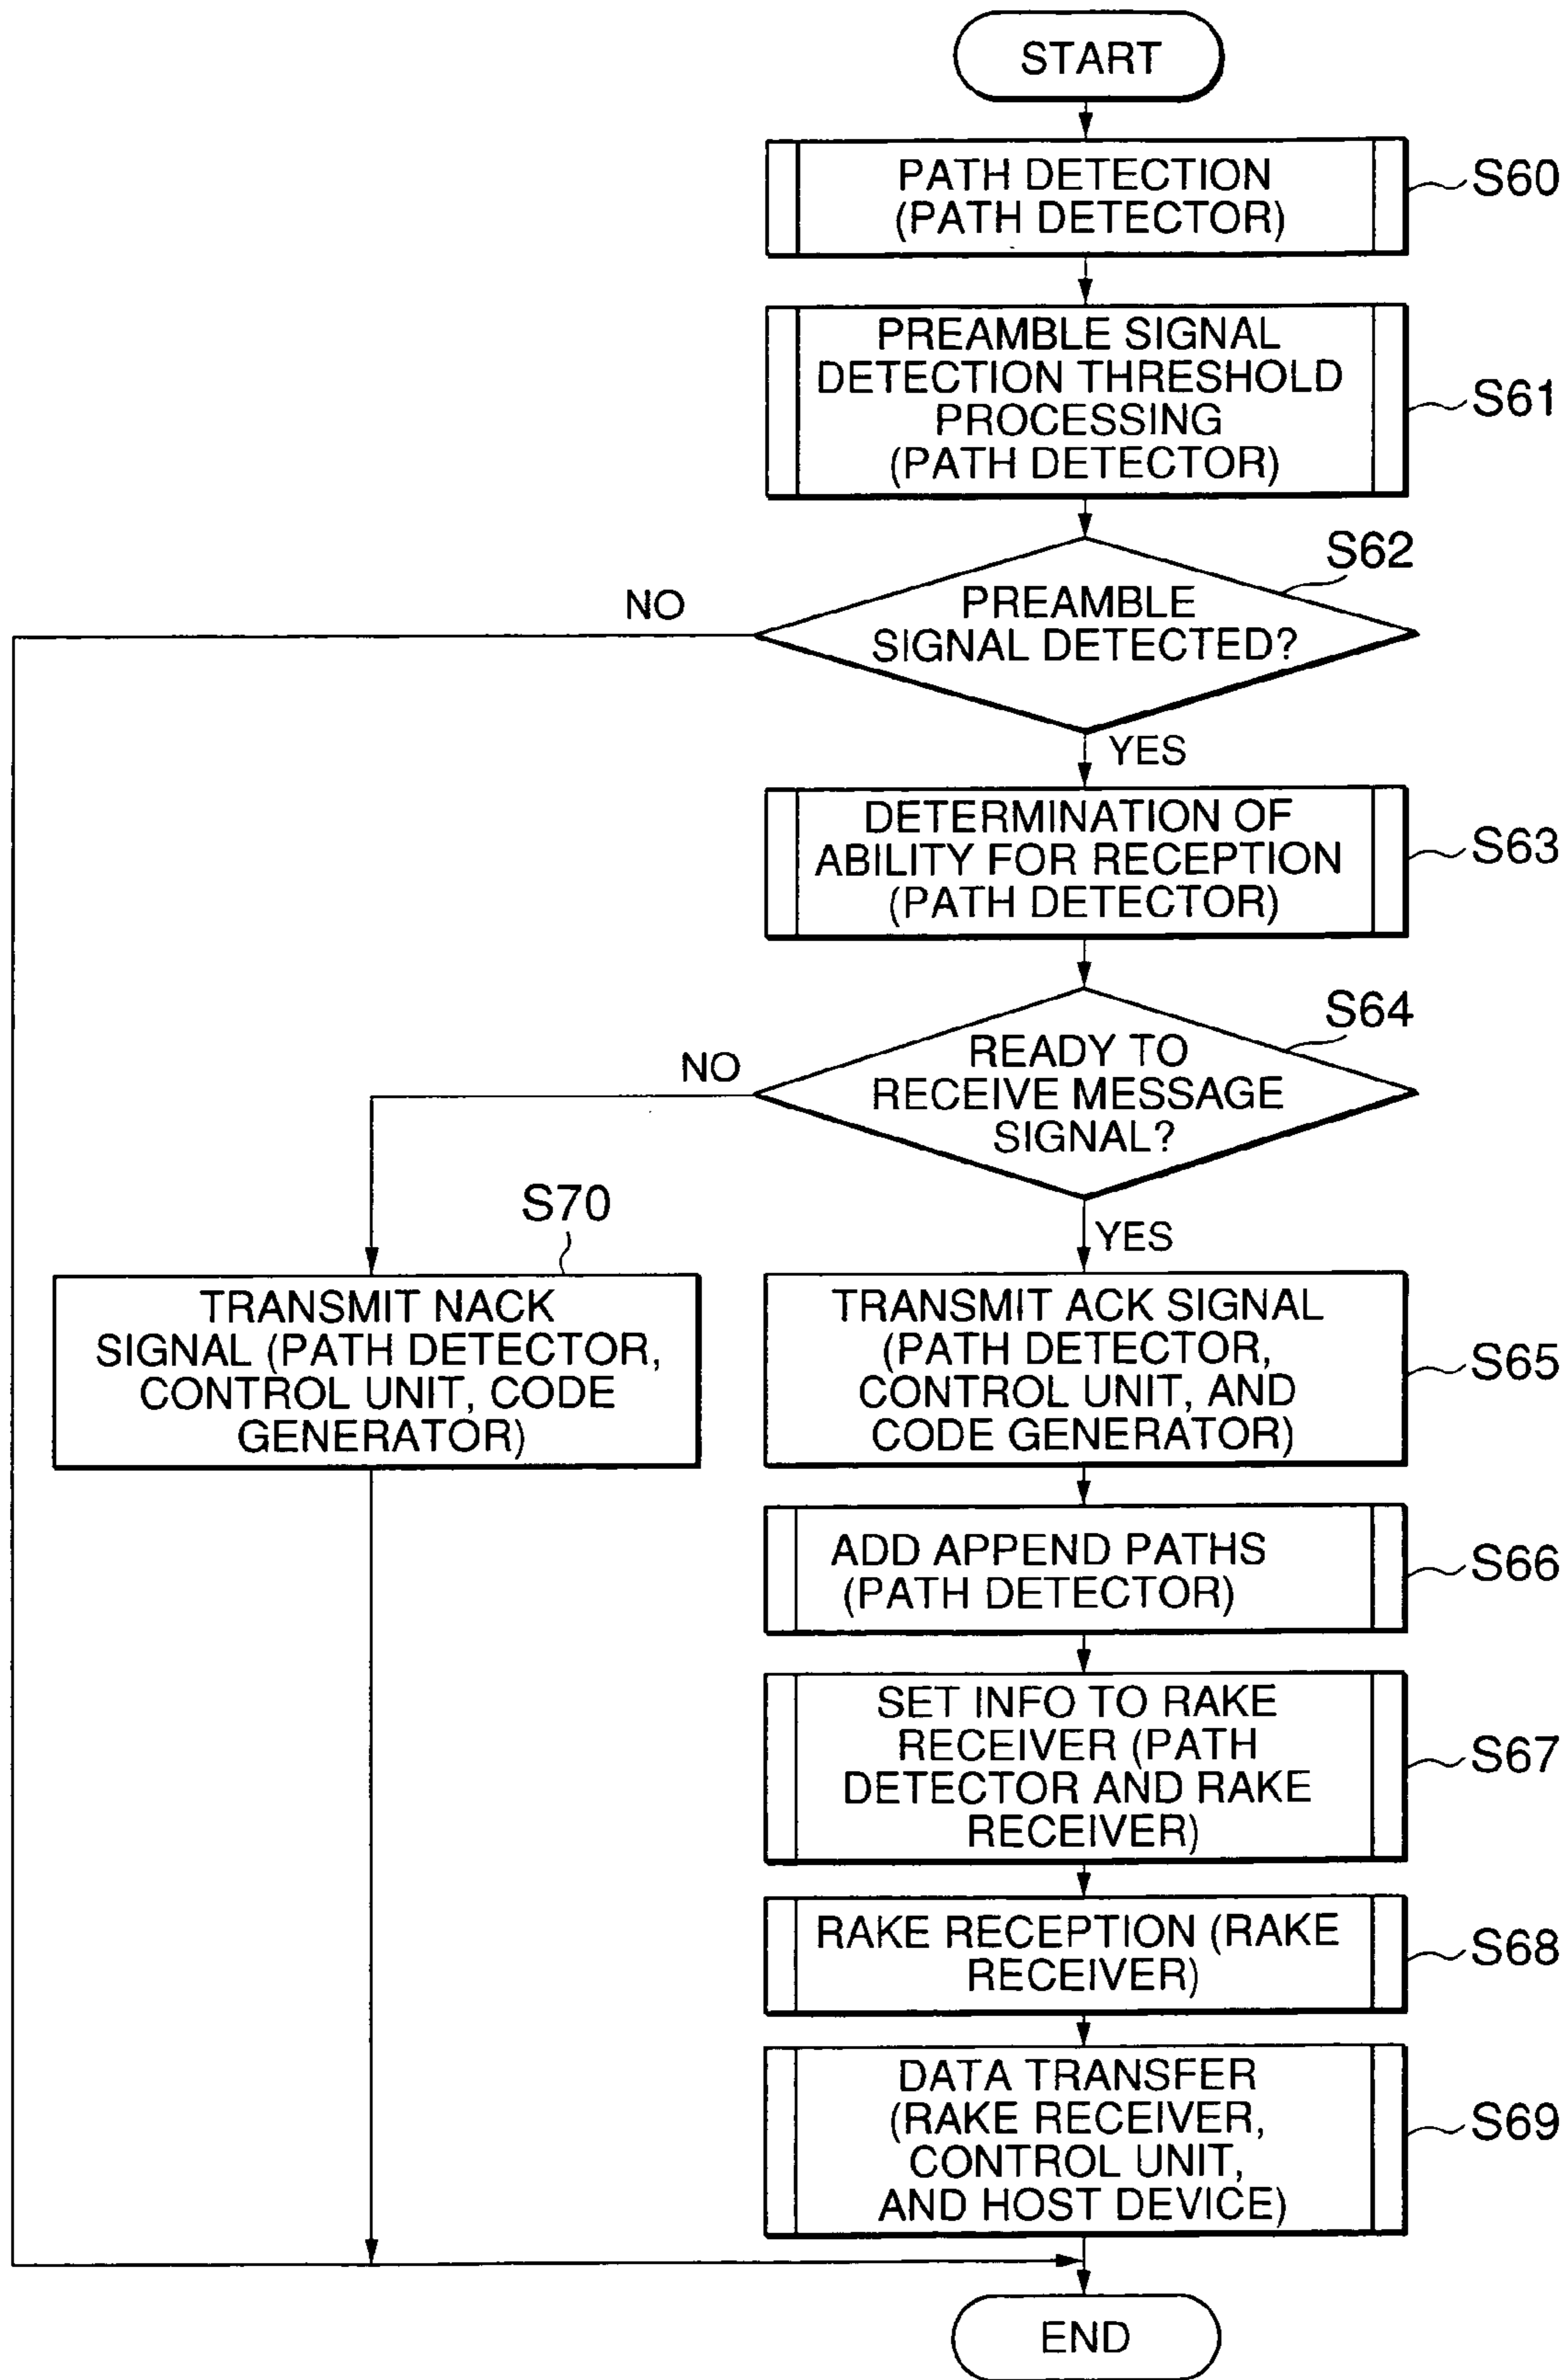 START
PATH DETECTION
(PATH DETECTOR)
S60
PREAMBLE SIGNAL
DETECTION THRESHOLD
PROCESSING
(PATH DETECTOR)
S61
S62
NO
PREAMBLE
SIGNAL DETECTED?
YES
DETERMINATION OF
ABILITY FOR RECEPTION
(PATH DETECTOR)
S63
S64
NO
READY TO
RECEIVE MESSAGE
SIGNAL?
YES
S70
TRANSMIT NACK
SIGNAL (PATH DETECTOR,
CONTROL UNIT, CODE
GENERATOR)
TRANSMIT ACK SIGNAL
(PATH DETECTOR,
CONTROL UNIT, AND
CODE GENERATOR)
S65
ADD APPEND PATHS
(PATH DETECTOR)
S66
SET INFO TO RAKE
RECEIVER (PATH
DETECTOR AND RAKE
RECEIVER)
S67
RAKE RECEPTION (RAKE
RECEIVER)
S68
DATA TRANSFER
(RAKE RECEIVER,
CONTROL UNIT,
AND HOST DEVICE)
S69
END